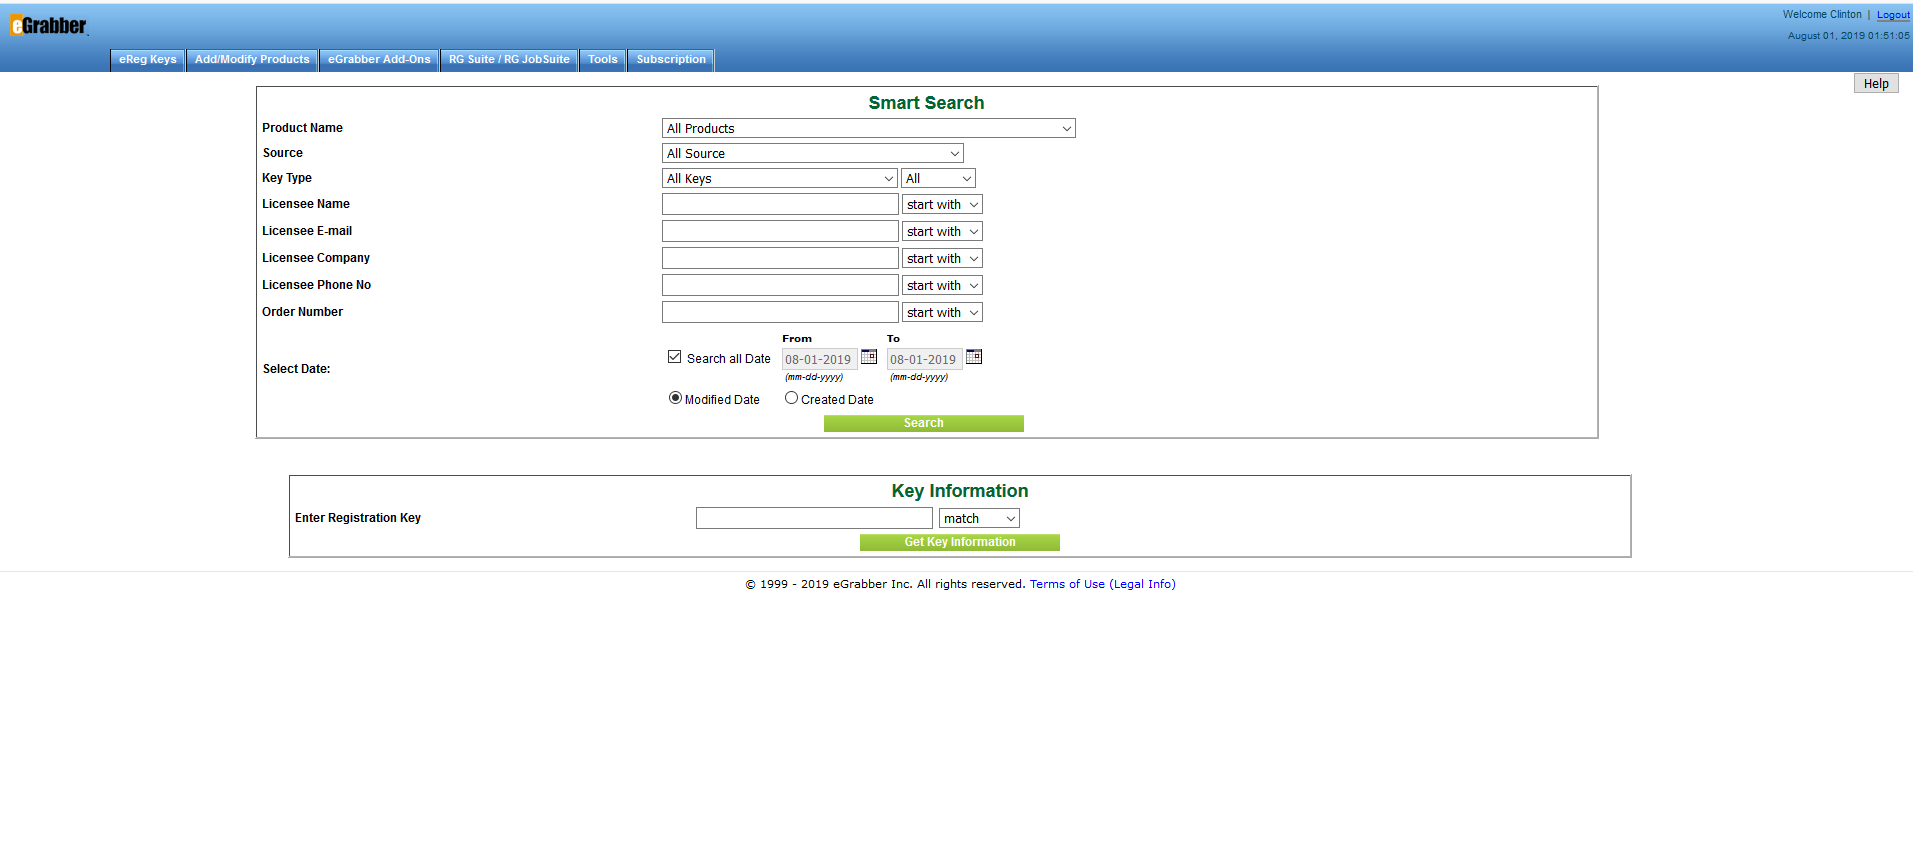 eGrabber
Welcome Clinton | Logout
August 01, 2019 01:51:05
eReg Keys Add/Modify Products eGrabber Add-Ons RG Suite / RG JobSuite Tools Subscription
Help
Smart Search
Product Name All Products
Source All Source
Key Type All Keys All
Licensee Name start with
Licensee E-mail start with
Licensee Company start with
Licensee Phone No start with
Order Number start with
From To
Select Date: Search all Date 08-01-2019 08-01-2019
(mm-dd-yyyy) (mm-dd-yyyy)
Modified Date Created Date
Search
Key Information
Enter Registration Key match
Get Key Information
© 1999 - 2019 eGrabber Inc. All rights reserved. Terms of Use (Legal Info)